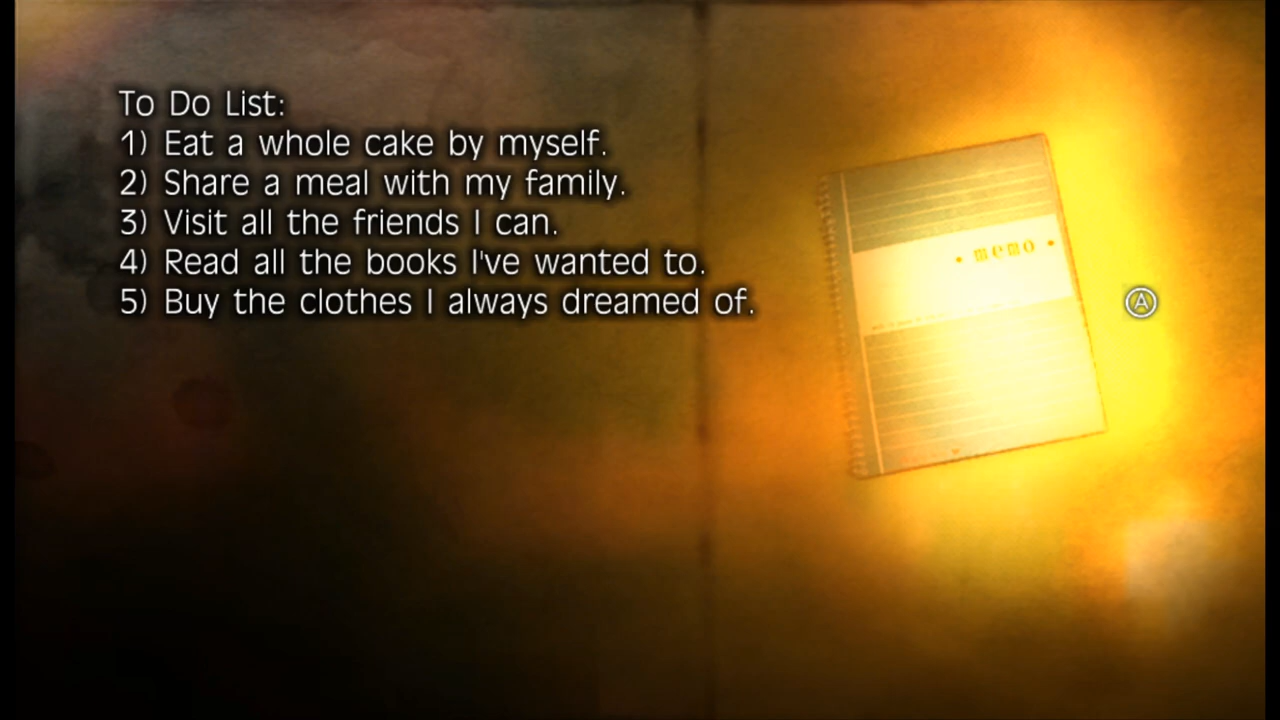 To Do List:
1) Eat a whole cake by myself.
2) Share a meal with my family.
3) Visit all the friends I can.
4) Read all the books I've wanted to.
5) Buy the clothes I always dreamed of.
• memo •
A